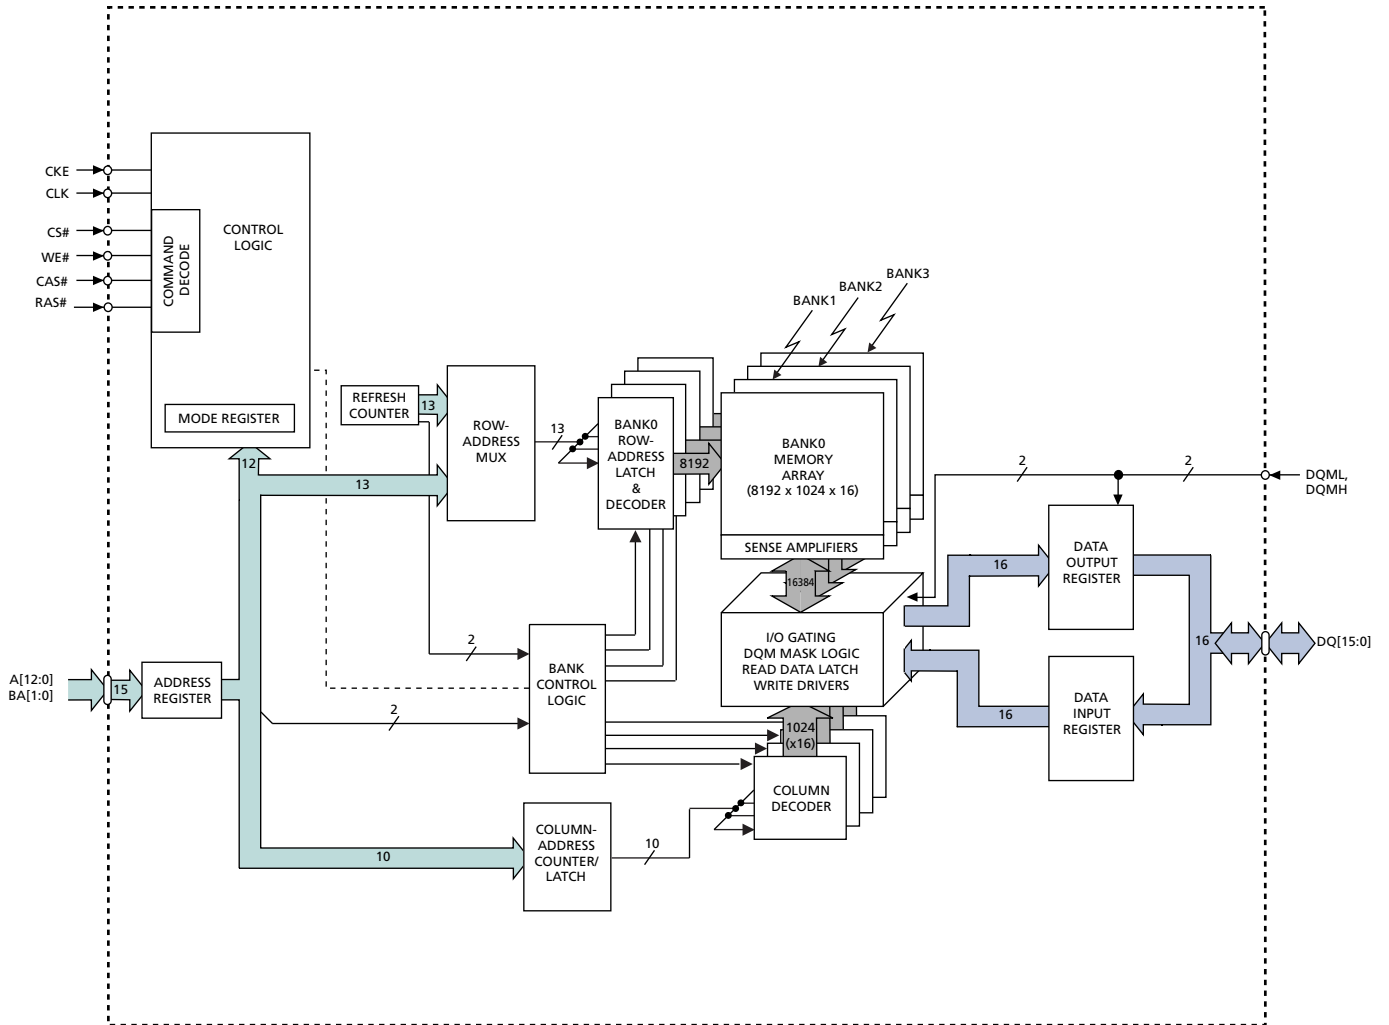 CKE
CLK
CS#
WE#
CAS#
RAS#
CONTROL
LOGIC
COMMAND
DECODE
MODE REGISTER
12
13
REFRESH
COUNTER
13
ROW-
ADDRESS
MUX
13
BANK0
ROW-
ADDRESS
LATCH
&
DECODER
8192
BANK1
BANK2
BANK3
BANK0
MEMORY
ARRAY
(8192 x 1024 x 16)
SENSE AMPLIFIERS
16384
I/O GATING
DQM MASK LOGIC
READ DATA LATCH
WRITE DRIVERS
2
2
DQML,
DQMH
16
DATA
OUTPUT
REGISTER
16
DQ[15:0]
16
DATA
INPUT
REGISTER
A[12:0]
BA[1:0]
15
ADDRESS
REGISTER
2
2
BANK
CONTROL
LOGIC
1024
(x16)
COLUMN
DECODER
10
COLUMN-
ADDRESS
COUNTER/
LATCH
10